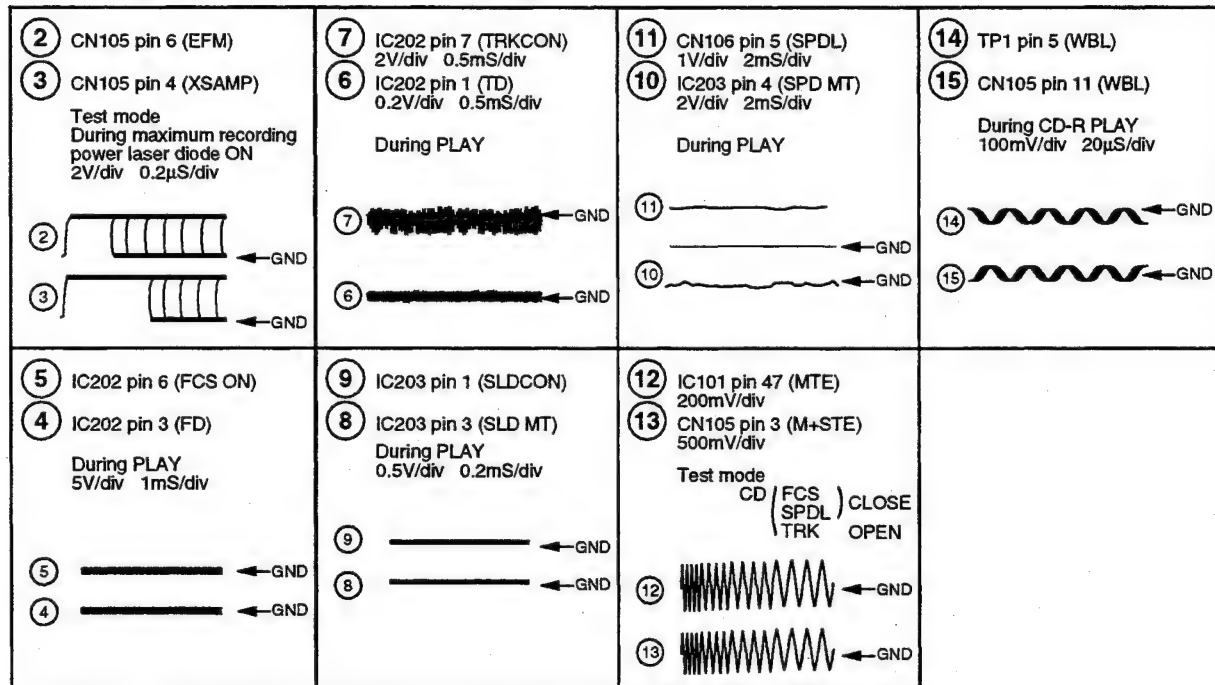 2 CN105 pin 6 (EFM)
3 CN105 pin 4 (XSAMP)
Test mode
During maximum recording
power laser diode ON
2V/div 0.2μS/div
2
GND
3
GND
7 IC202 pin 7 (TRKCON)
2V/div 0.5mS/div
6 IC202 pin 1 (TD)
0.2V/div 0.5mS/div
During PLAY
7
GND
6
GND
11 CN106 pin 5 (SPDL)
1V/div 2mS/div
10 IC203 pin 4 (SPD MT)
2V/div 2mS/div
During PLAY
11
GND
10
GND
14 TP1 pin 5 (WBL)
15 CN105 pin 11 (WBL)
During CD-R PLAY
100mV/div 20μS/div
14
GND
15
GND
5 IC202 pin 6 (FCS ON)
4 IC202 pin 3 (FD)
During PLAY
5V/div 1mS/div
5
GND
4
GND
9 IC203 pin 1 (SLDCON)
8 IC203 pin 3 (SLD MT)
During PLAY
0.5V/div 0.2mS/div
9
GND
8
GND
12 IC101 pin 47 (MTE)
200mV/div
13 CN105 pin 3 (M+STE)
500mV/div
Test mode
CD ( FCS ) CLOSE
SPDL
TRK OPEN
12
GND
13
GND